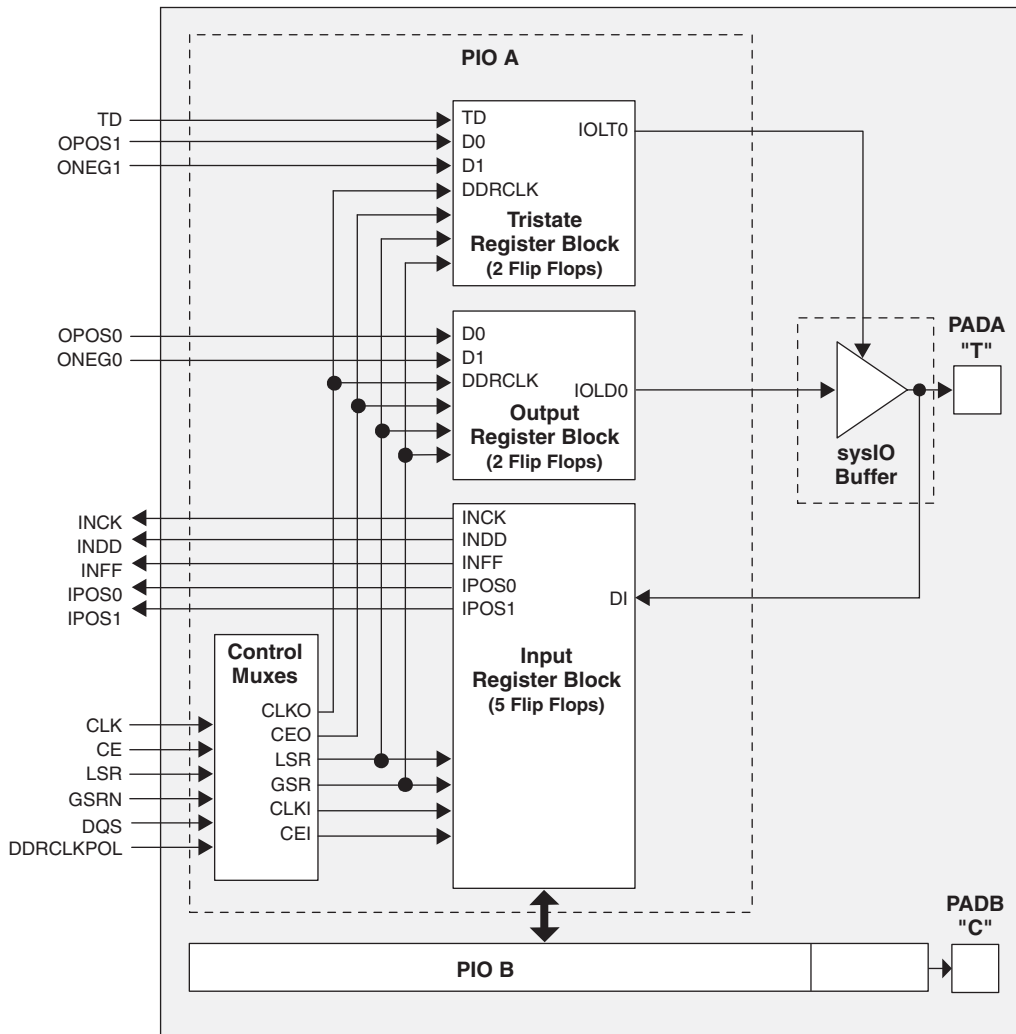 PIO A
TD
OPOS1
ONEG1
TD
D0
D1
DDRCLK
IOLT0
Tristate
Register Block
(2 Flip Flops)
OPOS0
ONEG0
D0
D1
DDRCLK
IOLD0
Output
Register Block
(2 Flip Flops)
sysIO
Buffer
PADA
"T"
INCK
INDD
INFF
IPOS0
IPOS1
INCK
INDD
INFF
IPOS0
IPOS1
DI
Input
Register Block
(5 Flip Flops)
Control
Muxes
CLKO
CEO
LSR
GSR
CLKI
CEI
CLK
CE
LSR
GSRN
DQS
DDRCLKPOL
PADB
"C"
PIO B